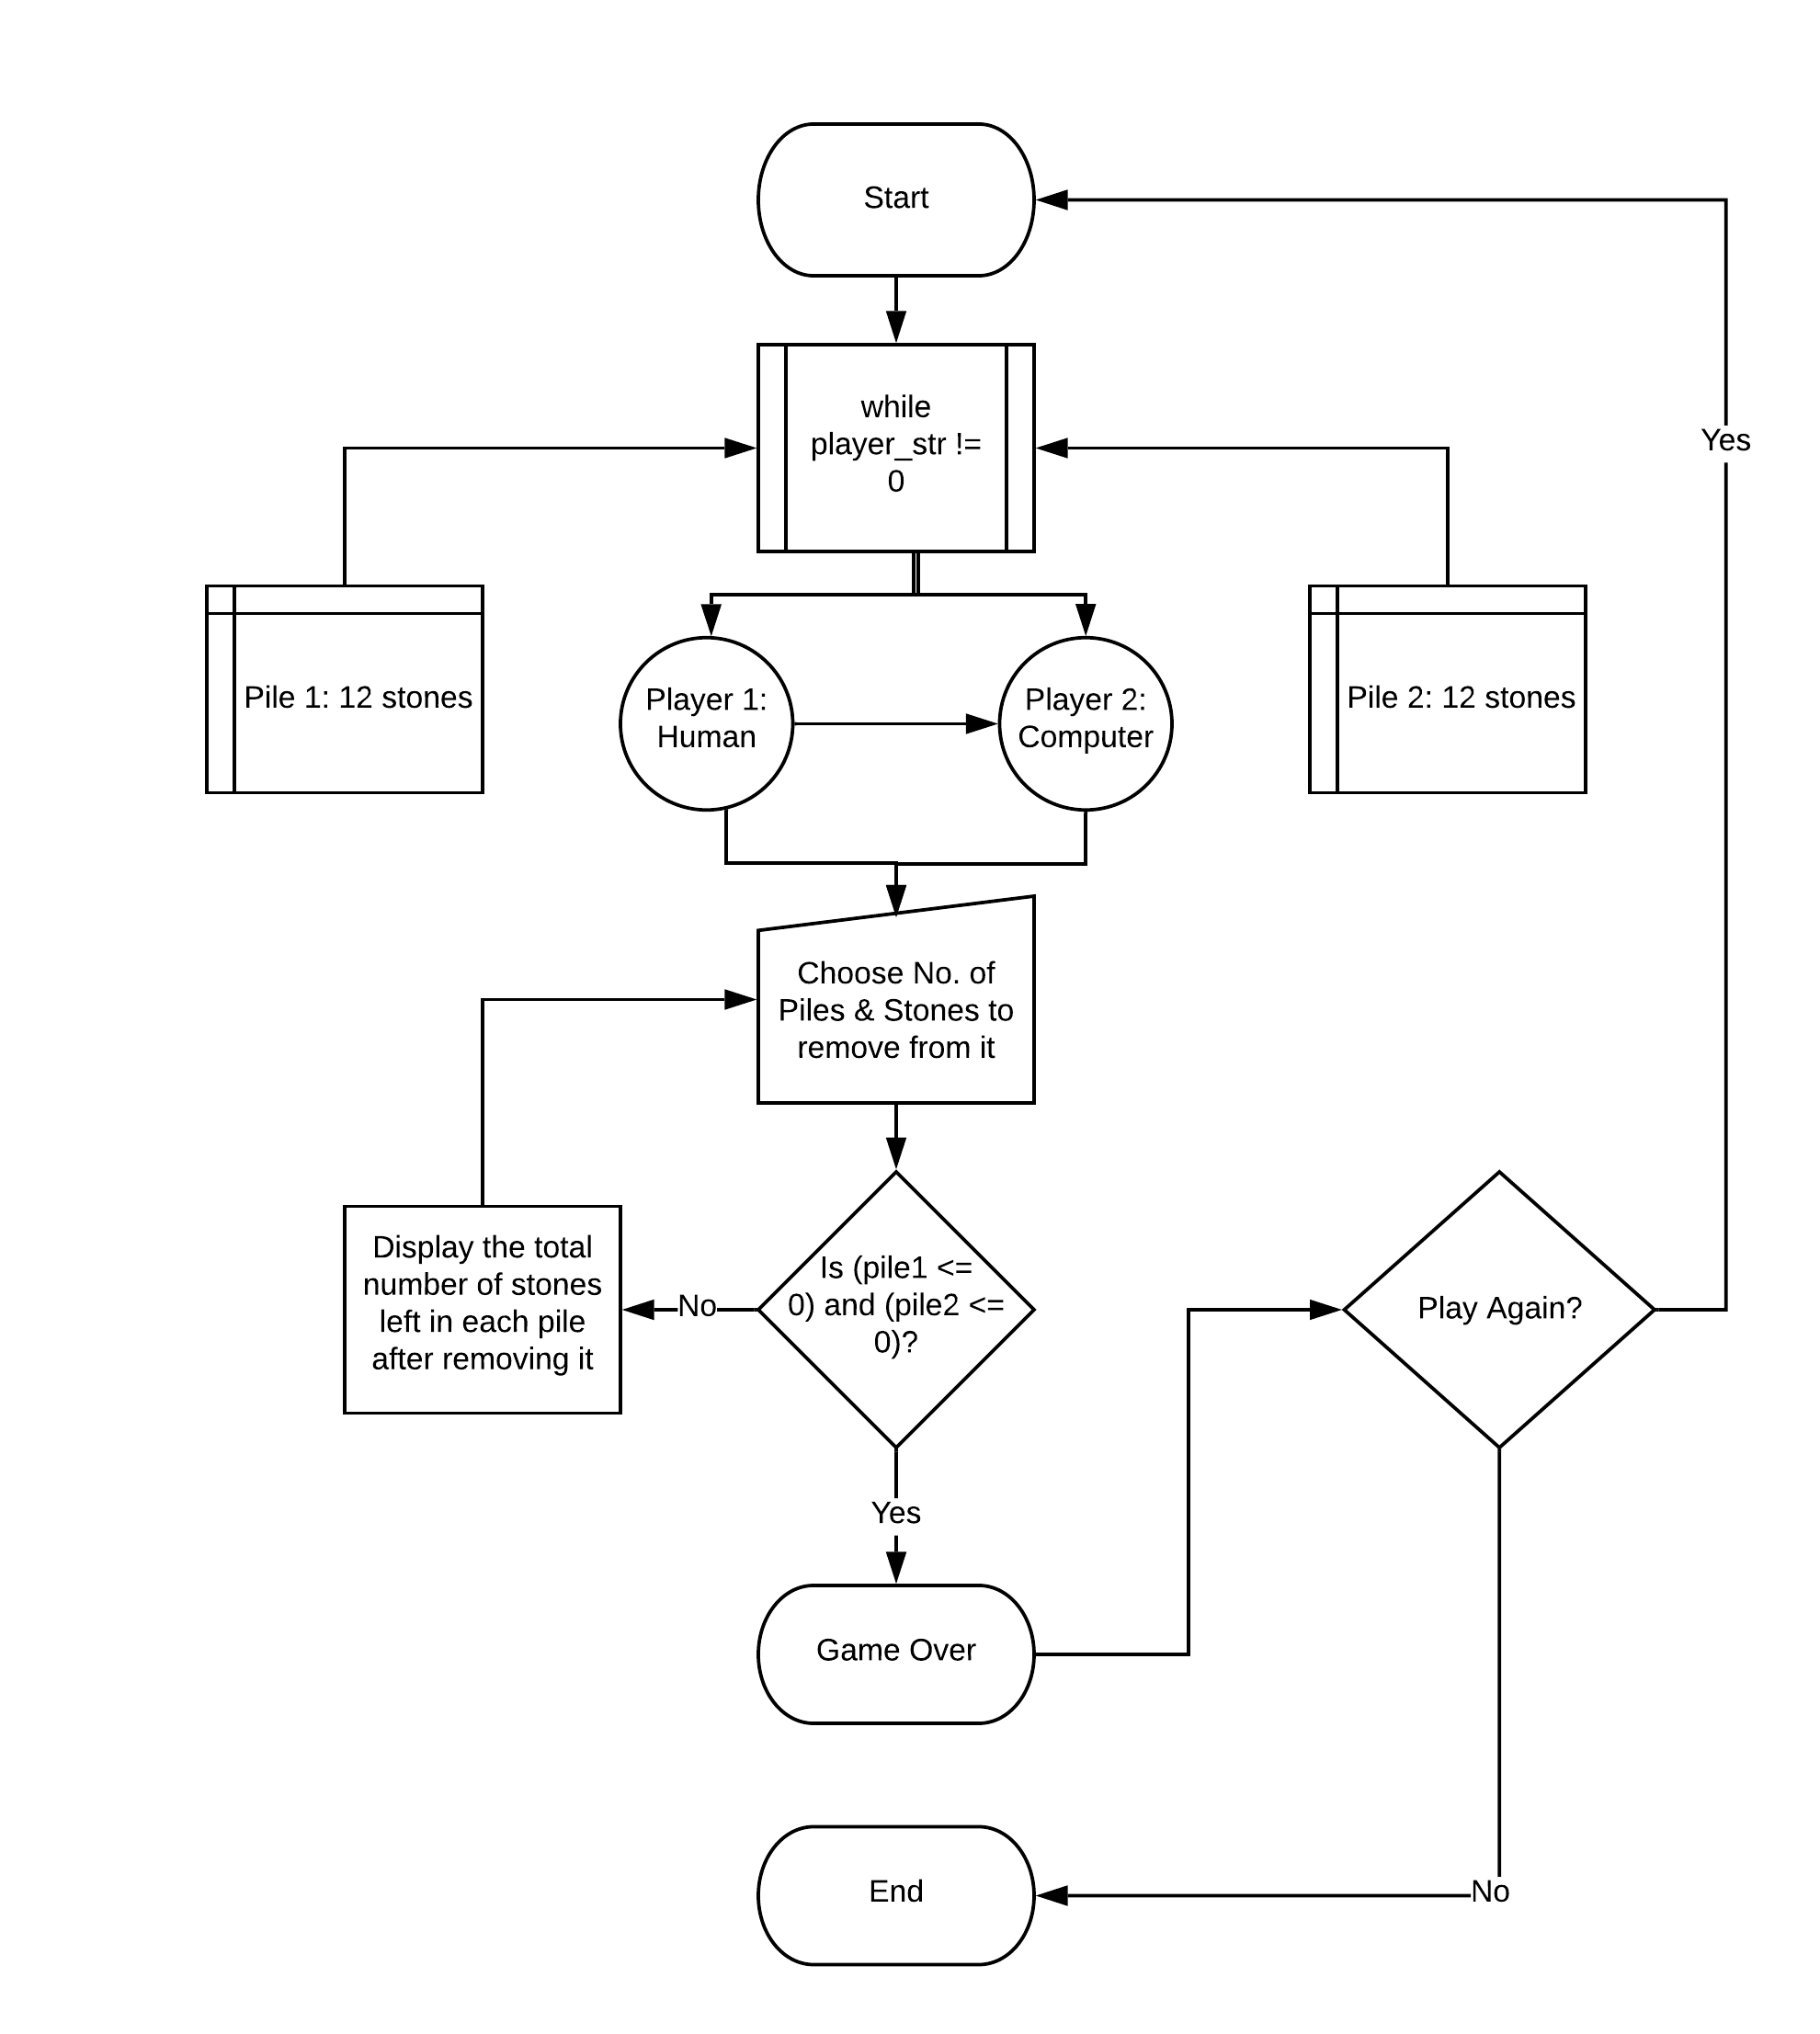 Start
while
player_str !=
0
Yes
Pile 1: 12 stones
Player 1:
Human
Player 2:
Computer
Pile 2: 12 stones
Choose No. of
Piles & Stones to
remove from it
Display the total
number of stones
left in each pile
after removing it
No
Is (pile1 <=
0) and (pile2 <=
0)?
Play Again?
Yes
Game Over
End
No